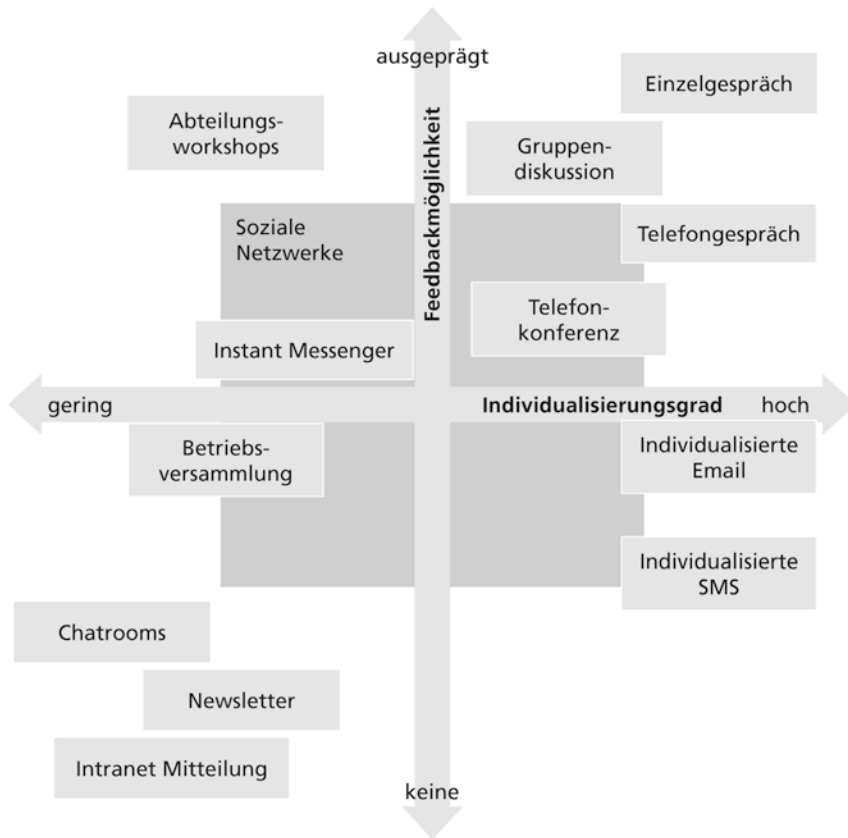 ausgeprägt
Einzelgespräch
Abteilungs-
workshops
Gruppen-
diskussion
Feedbackmöglichkeit
Soziale
Netzwerke
Telefongespräch
Telefon-
konferenz
Instant Messenger
gering
Individualisierungsgrad
hoch
Betriebs-
versammlung
Individualisierte
Email
Individualisierte
SMS
Chatrooms
Newsletter
Intranet Mitteilung
keine